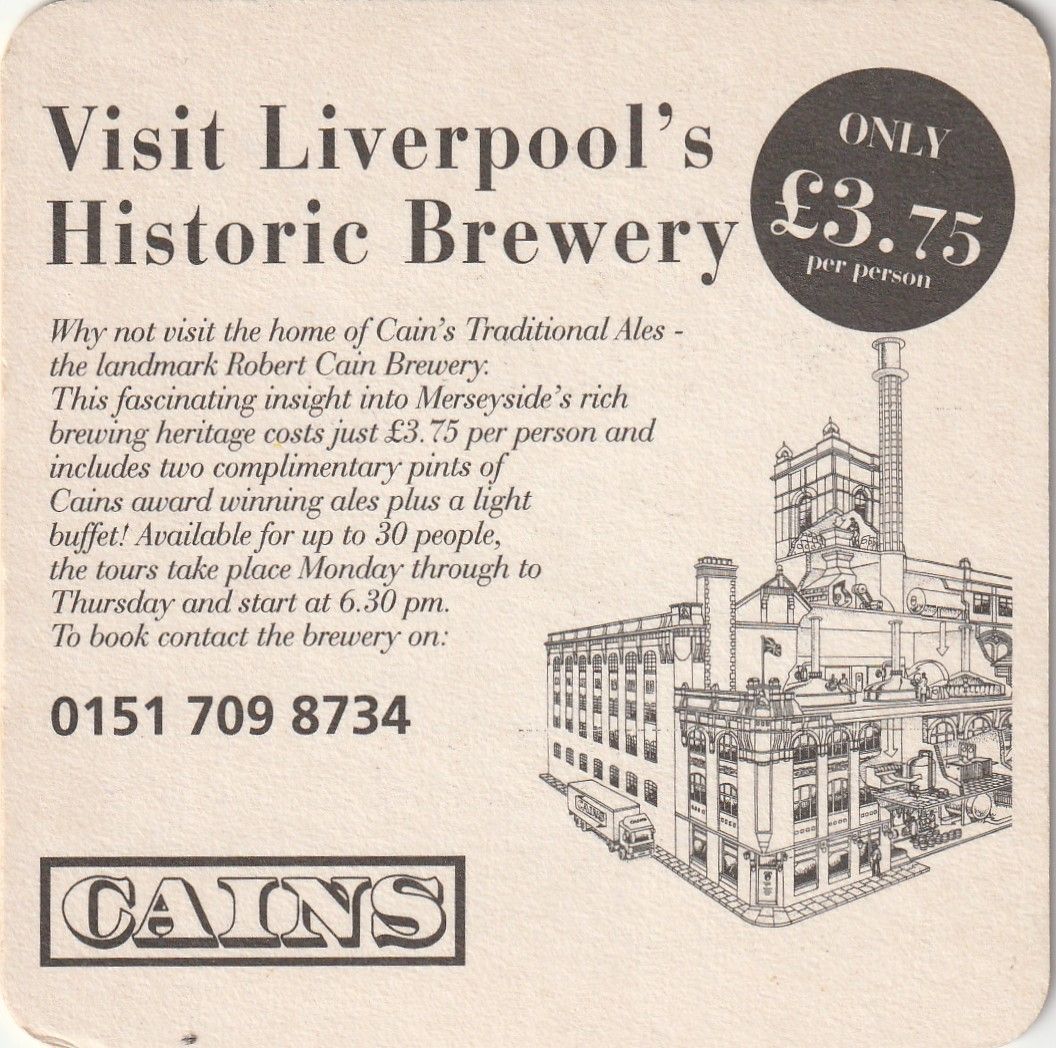 Visit Liverpool's
Historic Brewery
ONLY
£3.75
per person
Why not visit the home of Cain's Traditional Ales -
the landmark Robert Cain Brewery.
This fascinating insight into Merseyside's rich
brewing heritage costs just £3.75 per person and
includes two complimentary pints of
Cains award winning ales plus a light
buffet! Available for up to 30 people,
the tours take place Monday through to
Thursday and start at 6.30 pm.
To book contact the brewery on:
0151 709 8734
CAINS
CAINS